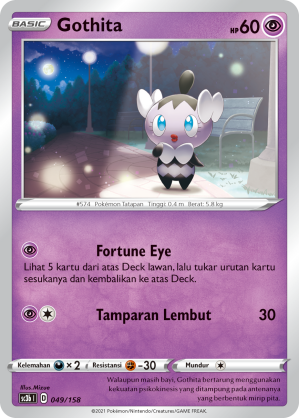 BASIC Gothita HP60
#574 Pokémon Tatapan Tinggi: 0.4 m Berat: 5.8 kg
Fortune Eye
Lihat 5 kartu dari atas Deck lawan, lalu tukar urutan kartu
sesukanya dan kembalikan ke atas Deck.
Tamparan Lembut 30
Kelemahan ×2 Resistansi -30 Mundur
Illus. Mizue
Walaupun masih bayi, Gothita bertarung menggunakan
kekuatan psikokinesis yang ditampung pada antenanya
yang berbentuk mirip pita.
SC3b I D 049/158
©2021 Pokémon/Nintendo/Creatures/GAME FREAK